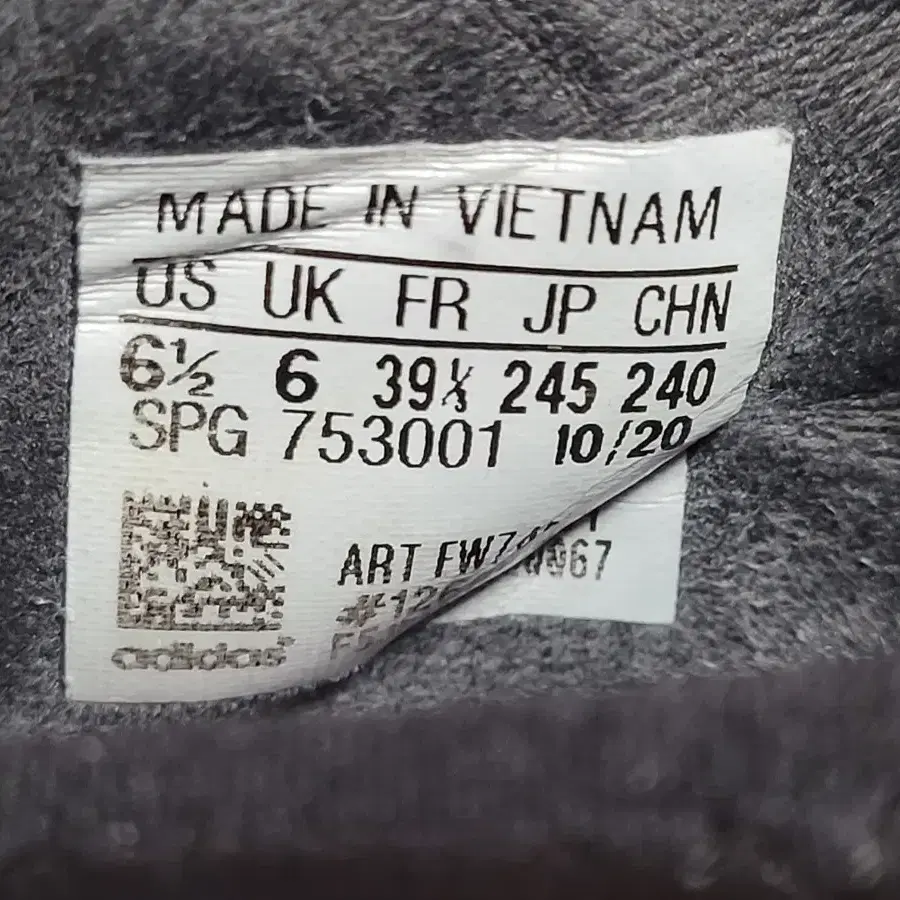 MADE IN VIETNAM
US UK FR JP CHN
6½ 6 39⅓ 245 240
SPG 753001 10/20
ART
adidas